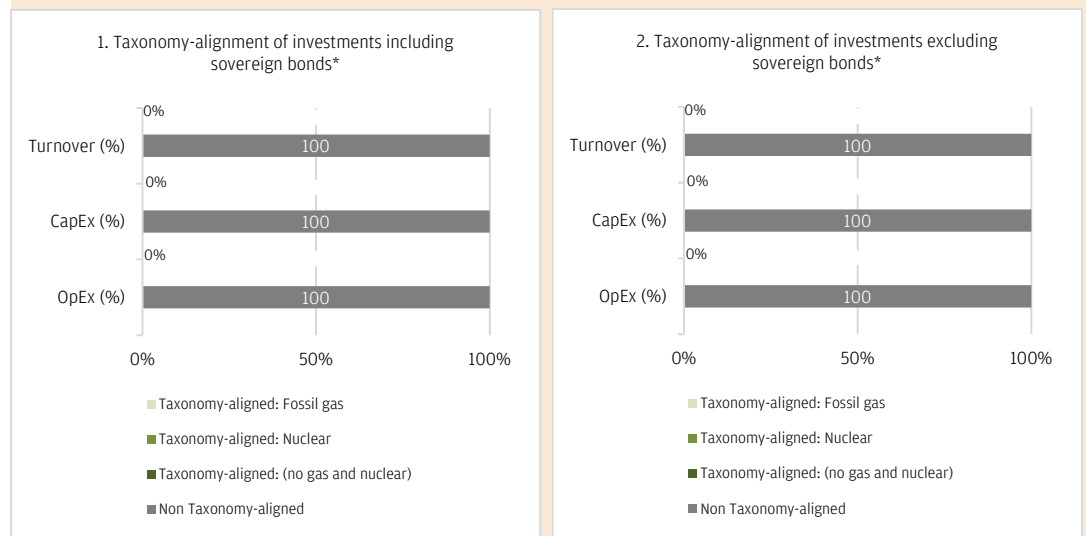 1. Taxonomy-alignment of investments including
sovereign bonds*
0%
Turnover (%)
100
0%
CapEx (%)
100
0%
OpEx (%)
100
0%
50%
100%
Taxonomy-aligned: Fossil gas
Taxonomy-aligned: Nuclear
Taxonomy-aligned: (no gas and nuclear)
Non Taxonomy-aligned
2. Taxonomy-alignment of investments excluding
sovereign bonds*
0%
Turnover (%)
100
0%
CapEx (%)
100
0%
OpEx (%)
100
0%
50%
100%
Taxonomy-aligned: Fossil gas
Taxonomy-aligned: Nuclear
Taxonomy-aligned: (no gas and nuclear)
Non Taxonomy-aligned